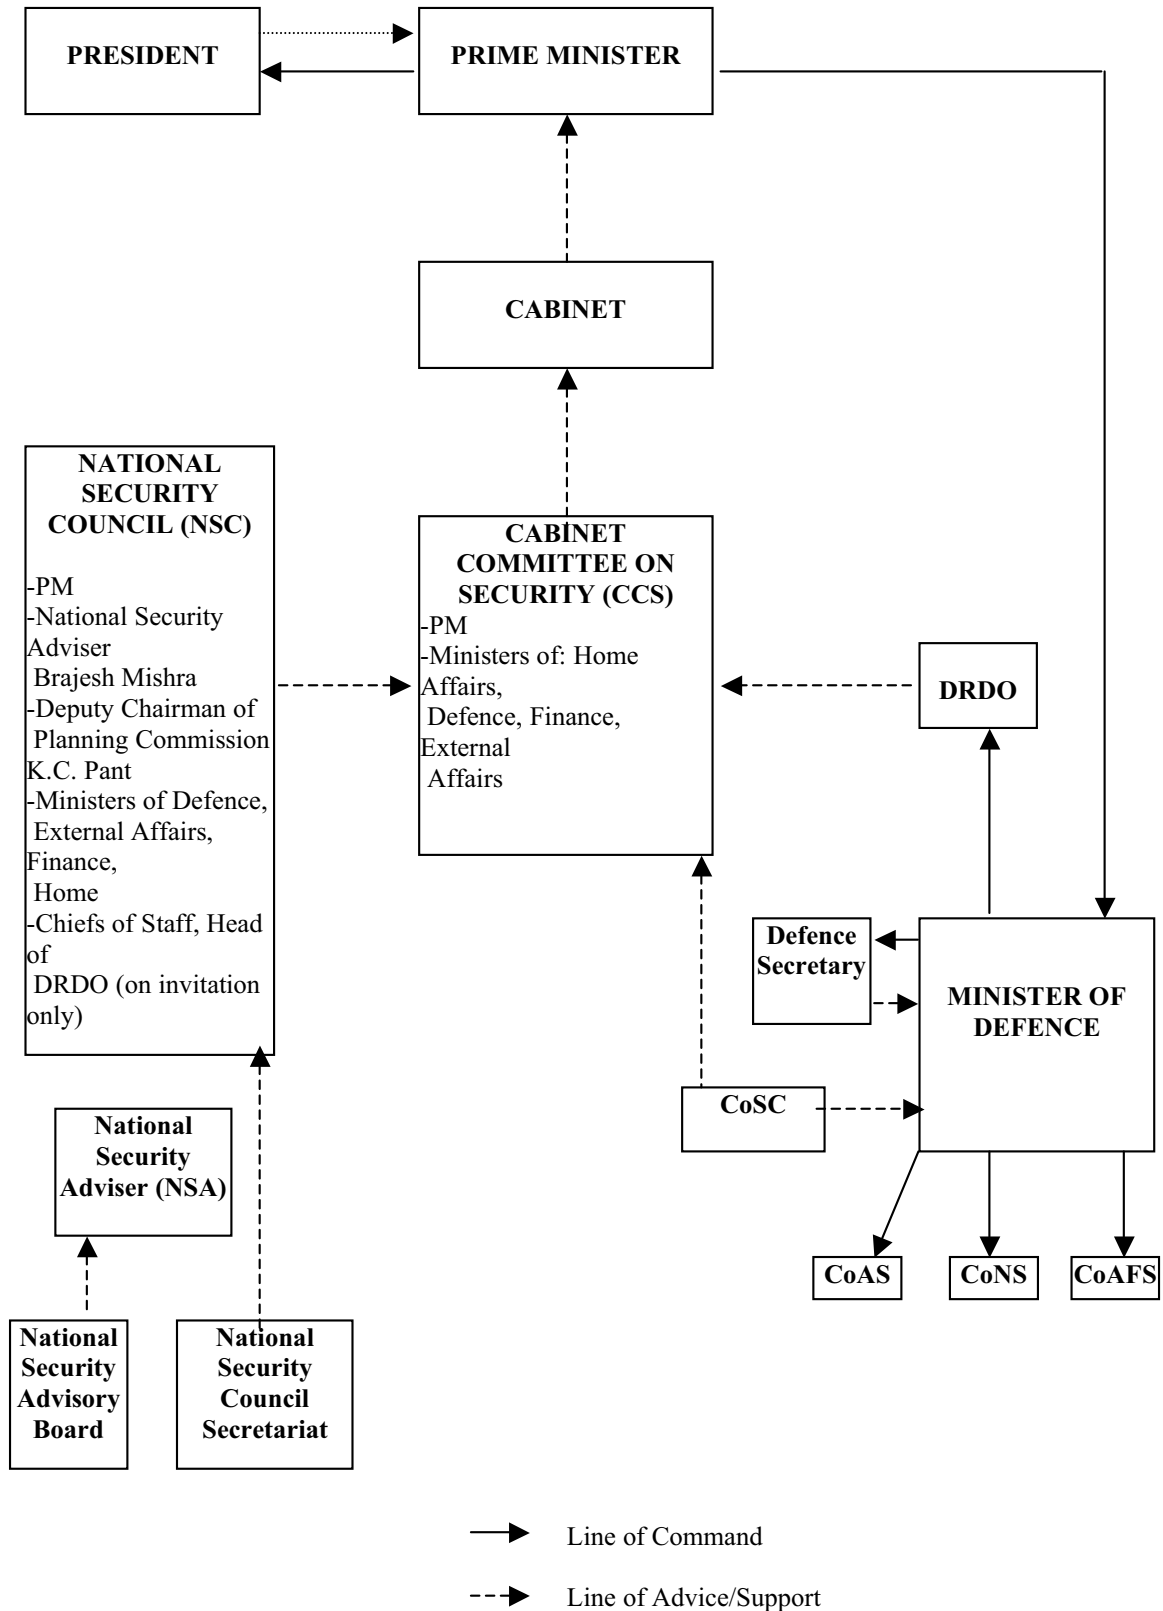 PRESIDENT
PRIME MINISTER
CABINET
NATIONAL
SECURITY
COUNCIL (NSC)
-PM
-National Security
Adviser
Brajesh Mishra
-Deputy Chairman of
Planning Commission
K.C. Pant
-Ministers of Defence,
External Affairs,
Finance,
Home
-Chiefs of Staff, Head
of
DRDO (on invitation
only)
CABINET
COMMITTEE ON
SECURITY (CCS)
-PM
-Ministers of: Home
Affairs,
Defence, Finance,
External
Affairs
DRDO
Defence
Secretary
MINISTER OF
DEFENCE
CoSC
National
Security
Adviser (NSA)
CoAS
CoNS
CoAFS
National
Security
Advisory
Board
National
Security
Council
Secretariat
Line of Command
Line of Advice/Support